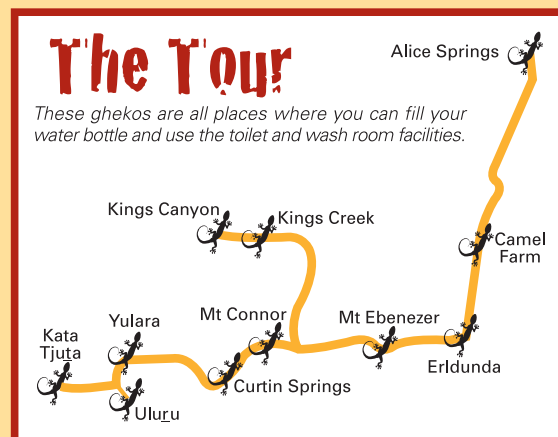 The Tour
These ghekos are all places where you can fill your
water bottle and use the toilet and wash room facilities.
Alice Springs
Kings Canyon
Kings Creek
Camel
Farm
Mt Connor
Mt Ebenezer
Yulara
Kata
Tjuṯa
Erldunda
Curtin Springs
Uluṟu